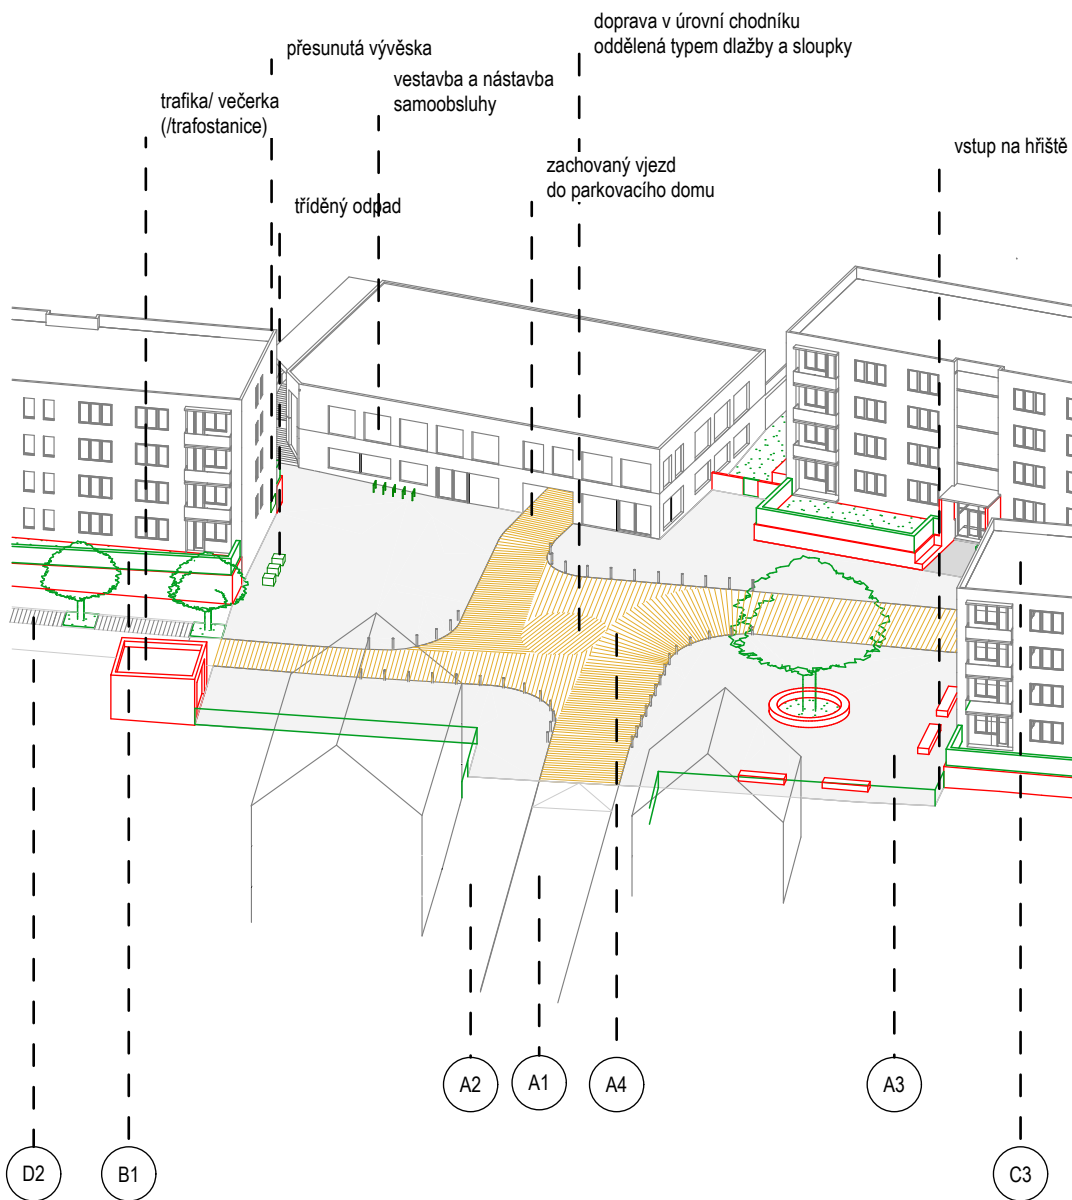 doprava v úrovní chodníku
oddělená typem dlažby a sloupky
přesunutá vývěska
vestavba a nástavba
samoobsluhy
trafika/ večerka
(/trafostanice)
vstup na hřiště
zachovaný vjezd
do parkovacího domu
tříděný odpad
A2
A1
A4
A3
D2
B1
C3